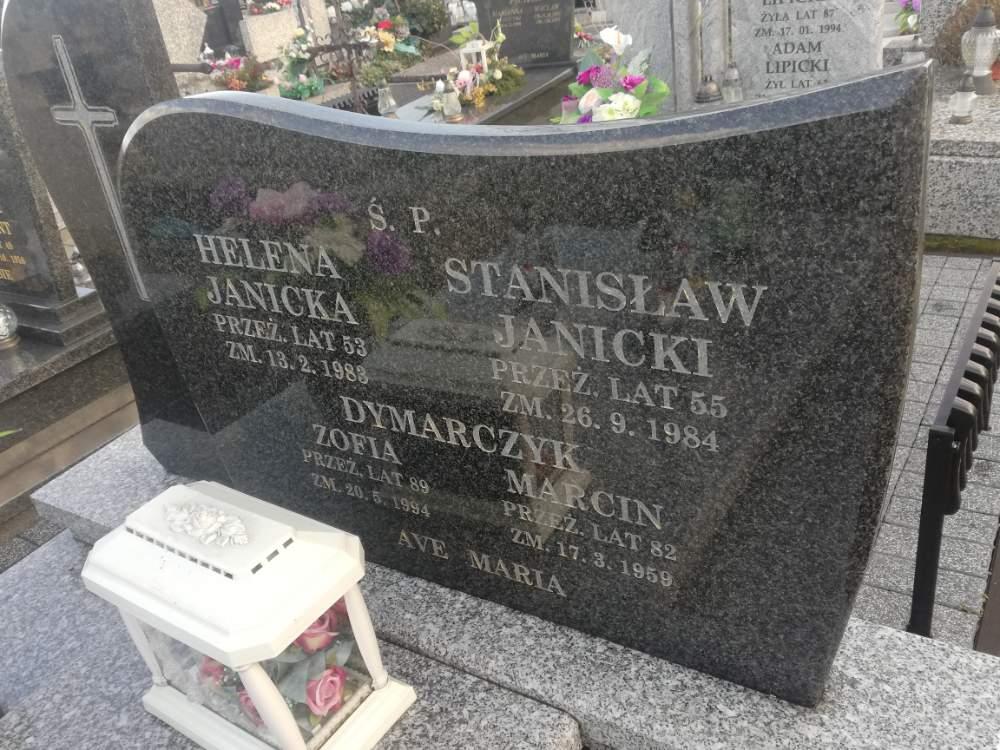 Ś. P.
HELENA
JANICKA
PRZEŻ. LAT 53
ZM. 13. 2. 1983
STANISŁAW
JANICKI
PRZEŻ. LAT 55
ZM. 26. 9. 1984
DYMARCZYK
ZOFIA
PRZEŻ. LAT 89
ZM. 20. 5. 1994
MARCIN
PRZEŻ. LAT 82
ZM. 17. 3. 1959
AVE MARIA
ŻYŁA LAT 87
ZM. 17. 01. 1994
ADAM
LIPICKI
ŻYŁ LAT